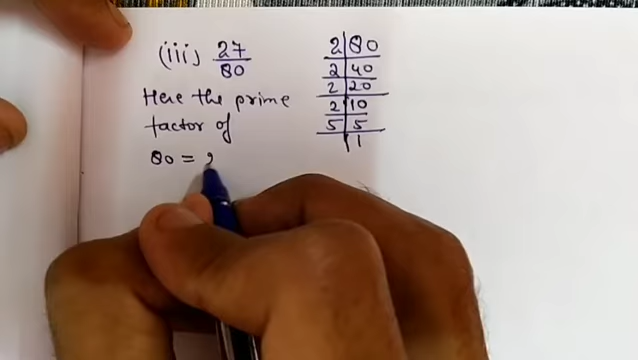 (iii) 27/80
Here the prime
factor of
80 = 2
2|80
2|40
2|20
2|10
5|5
|1